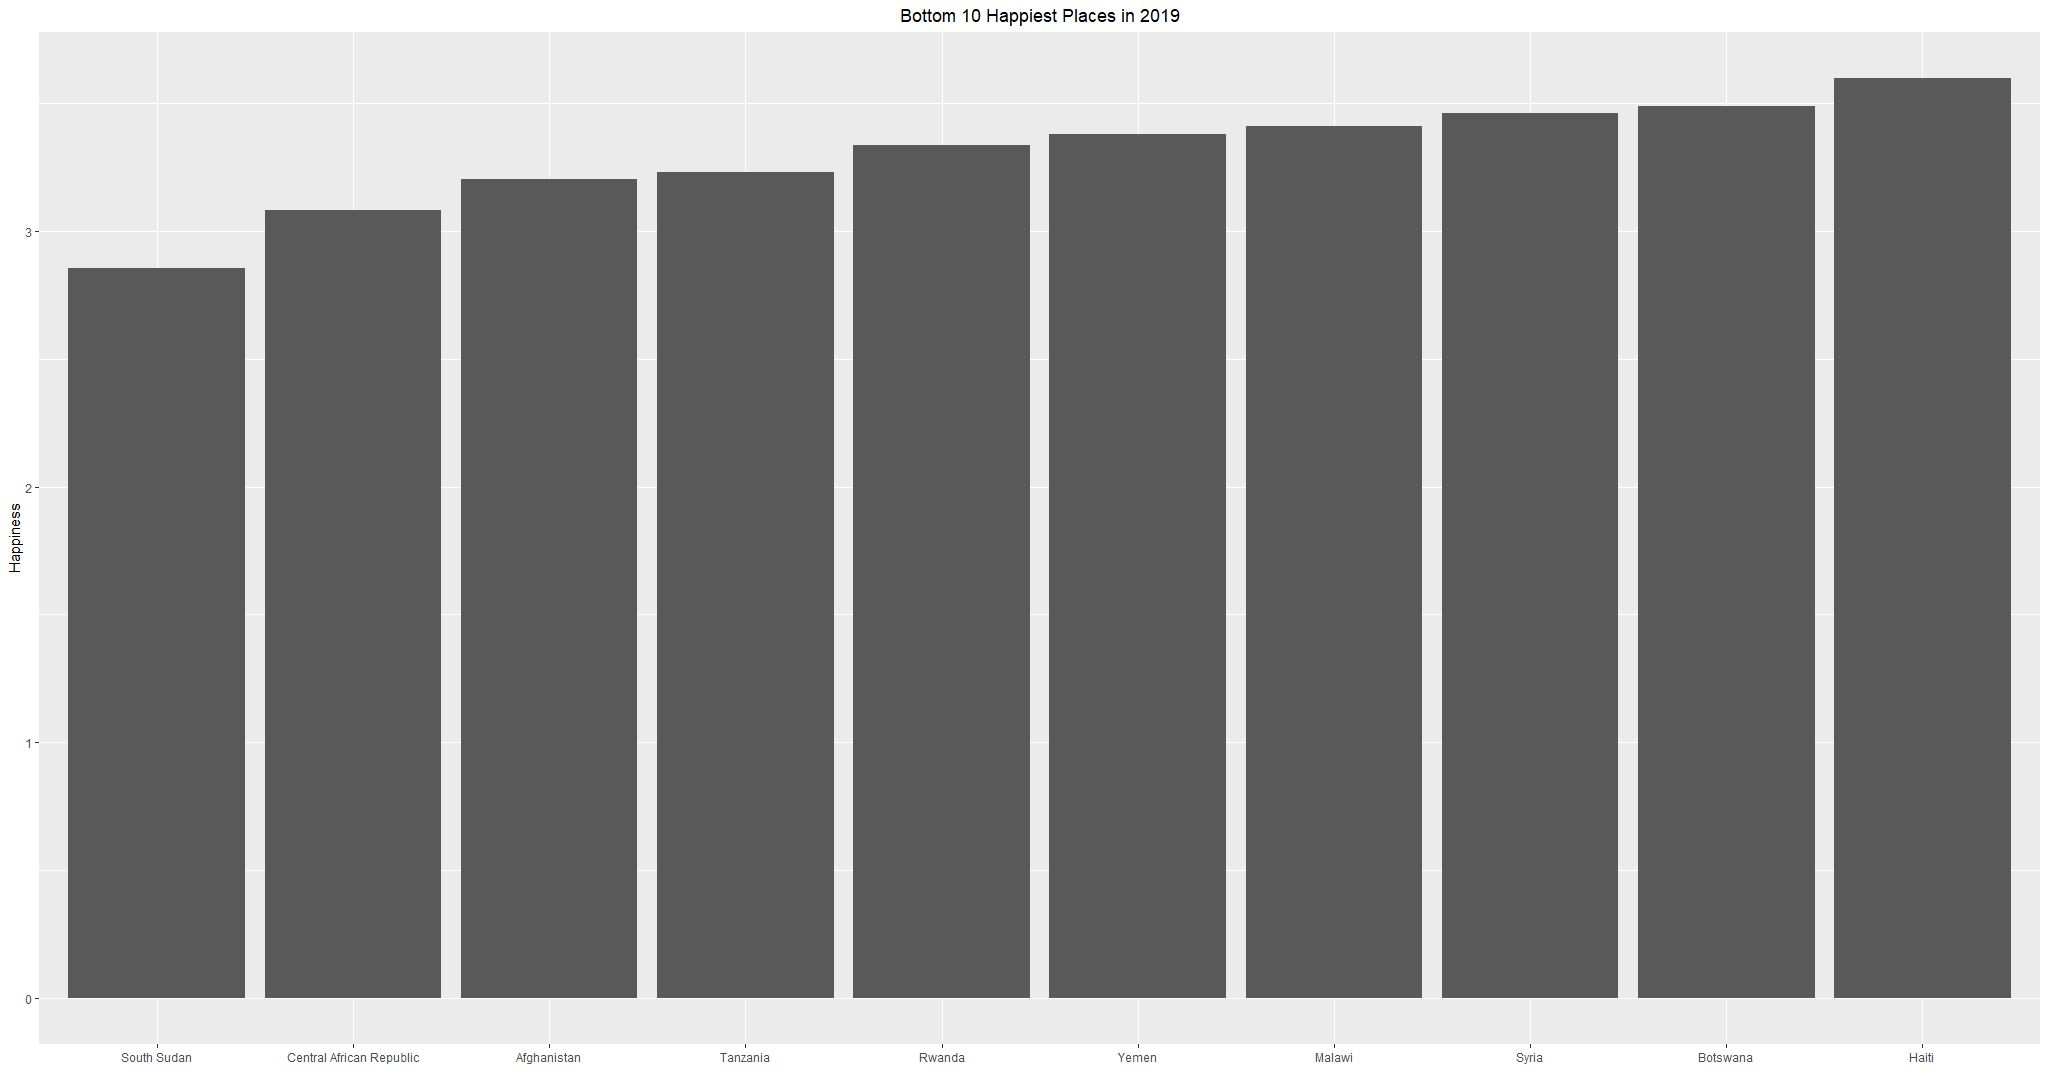 Bottom 10 Happiest Places in 2019
Happiness
3
2
1
0
South Sudan
Central African Republic
Afghanistan
Tanzania
Rwanda
Yemen
Malawi
Syria
Botswana
Haiti